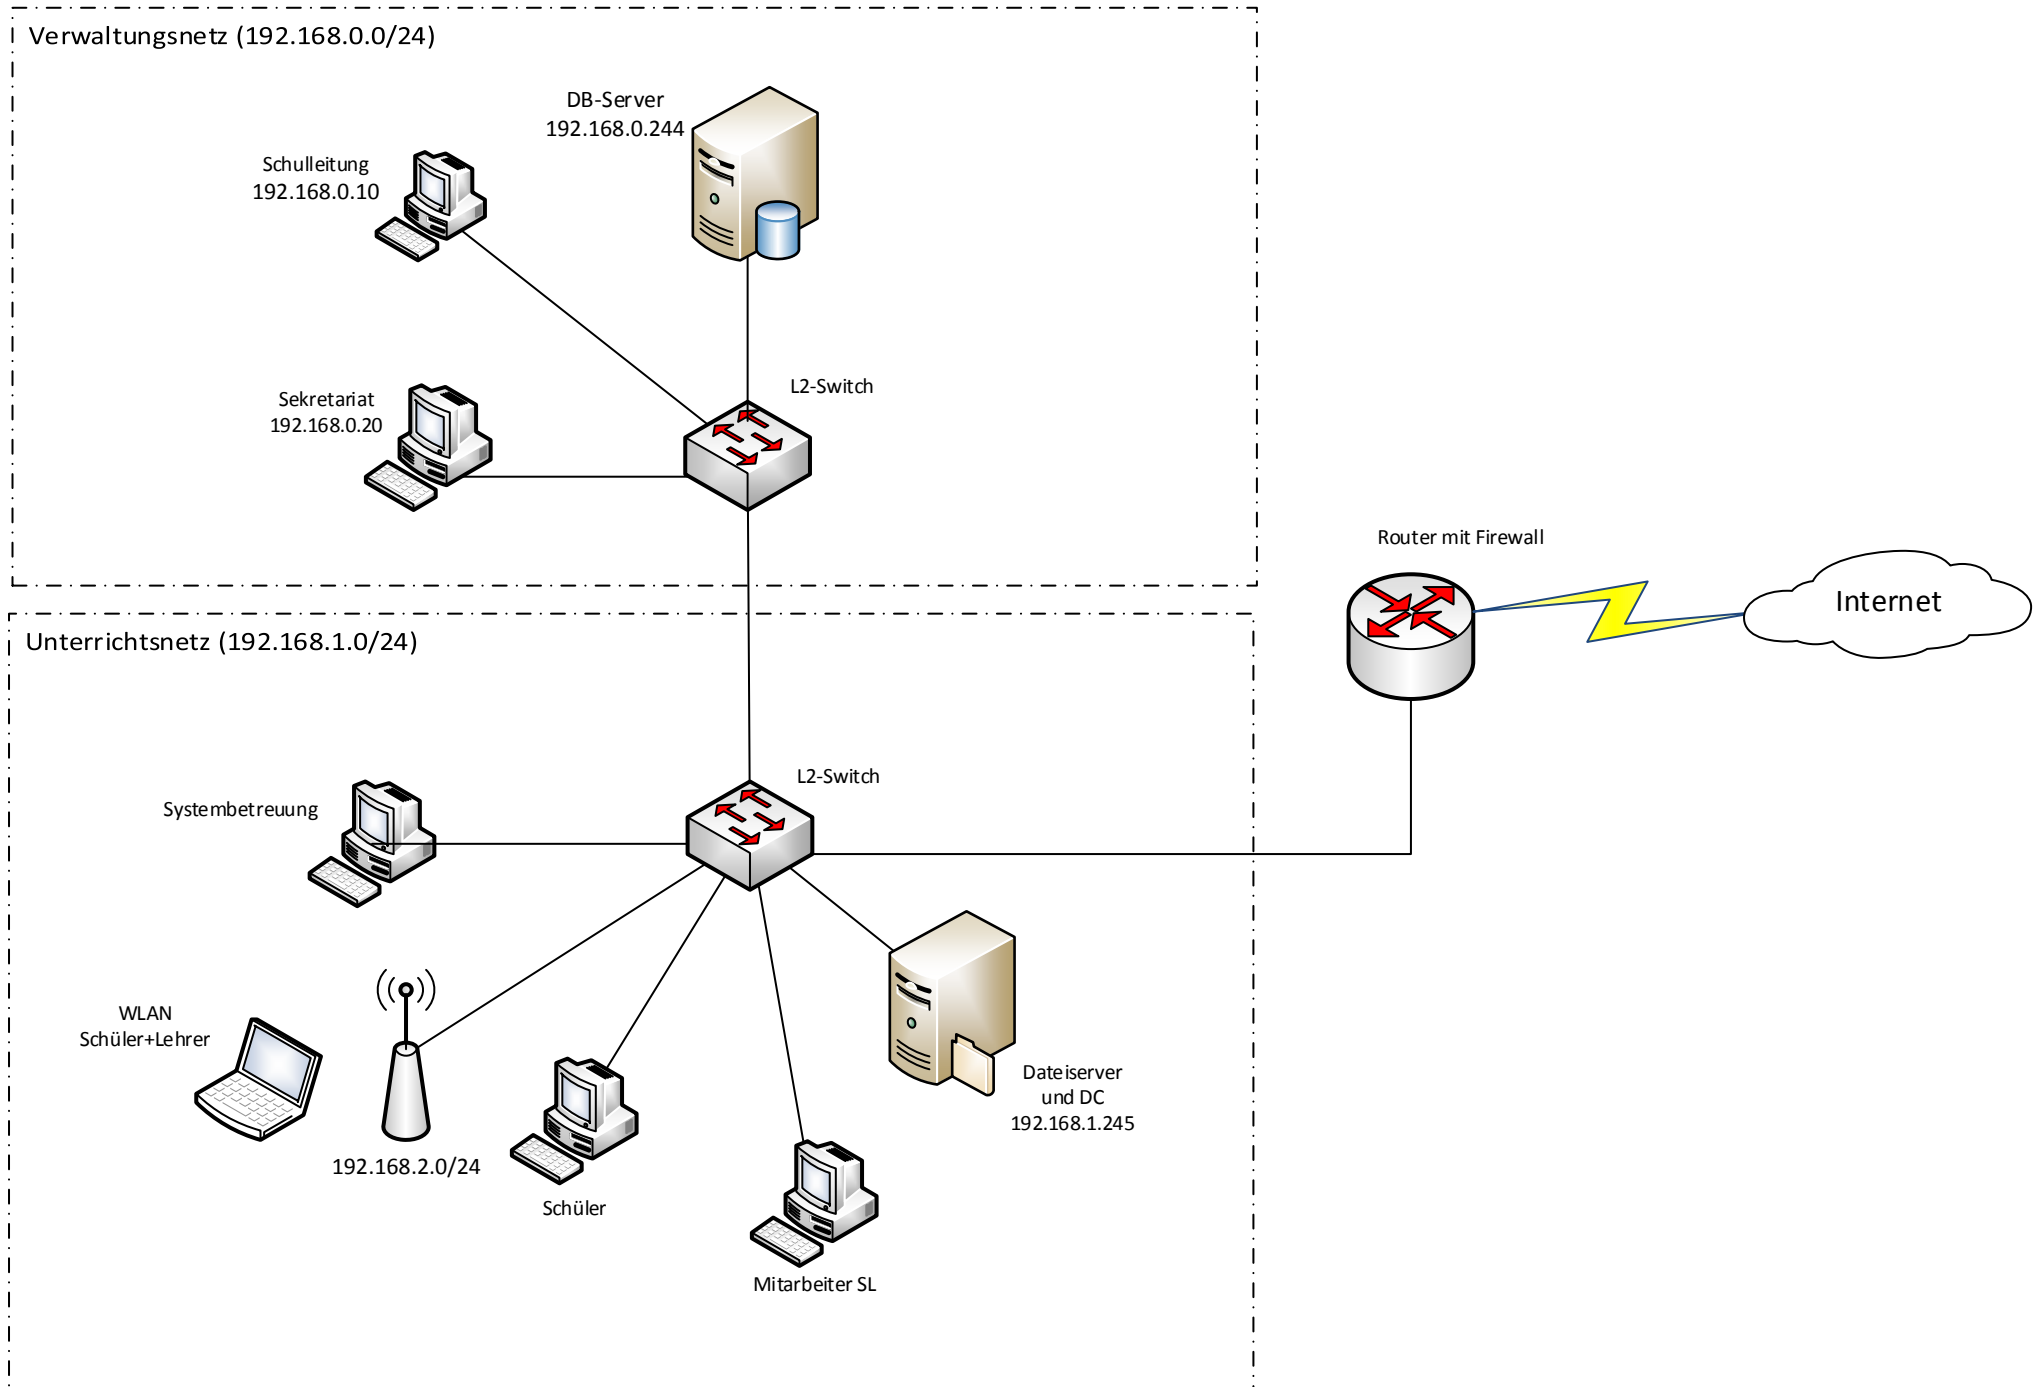 Verwaltungsnetz (192.168.0.0/24)
DB-Server
192.168.0.244
Schulleitung
192.168.0.10
L2-Switch
Sekretariat
192.168.0.20
Router mit Firewall
Internet
Unterrichtsnetz (192.168.1.0/24)
L2-Switch
Systembetreuung
WLAN
Schüler+Lehrer
192.168.2.0/24
Schüler
Dateiserver
und DC
192.168.1.245
Mitarbeiter SL